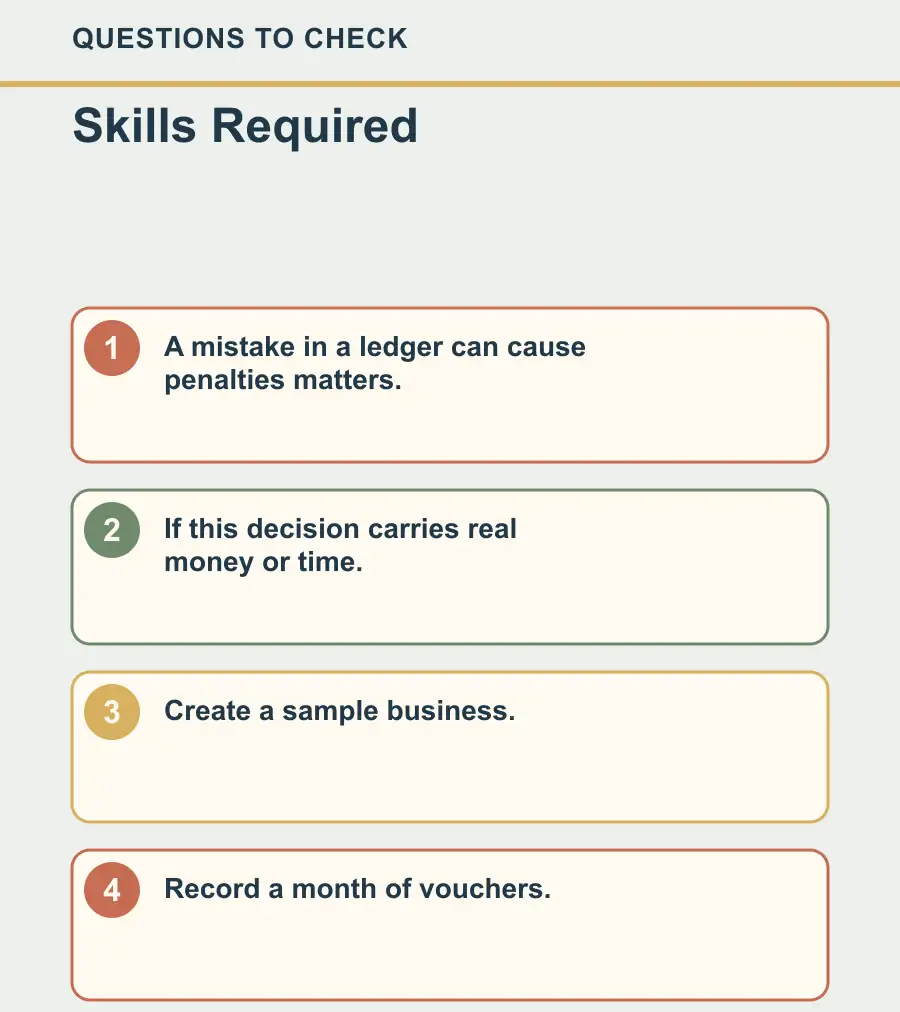 QUESTIONS TO CHECK
Skills Required
1
A mistake in a ledger can cause
penalties matters.
2
If this decision carries real
money or time.
3
Create a sample business.
4
Record a month of vouchers.